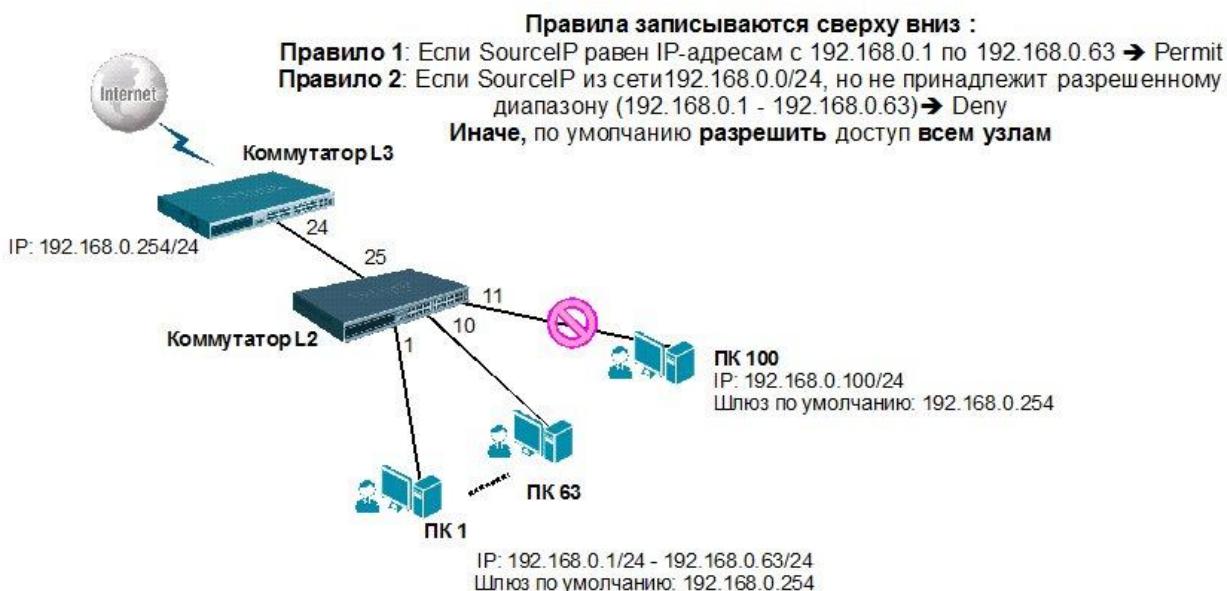 Правила записываются сверху вниз :
Правило 1: Если SourceIP равен IP-адресам с 192.168.0.1 по 192.168.0.63 ➔ Permit
Правило 2: Если SourceIP из сети192.168.0.0/24, но не принадлежит разрешенному
диапазону (192.168.0.1 - 192.168.0.63)➔ Deny
Иначе, по умолчанию разрешить доступ всем узлам
Internet
Коммутатор L3
24
IP: 192.168.0.254/24
25
11
Коммутатор L2
10
1
ПК 100
IP: 192.168.0.100/24
Шлюз по умолчанию: 192.168.0.254
ПК 63
ПК 1
IP: 192.168.0.1/24 - 192.168.0.63/24
Шлюз по умолчанию: 192.168.0.254